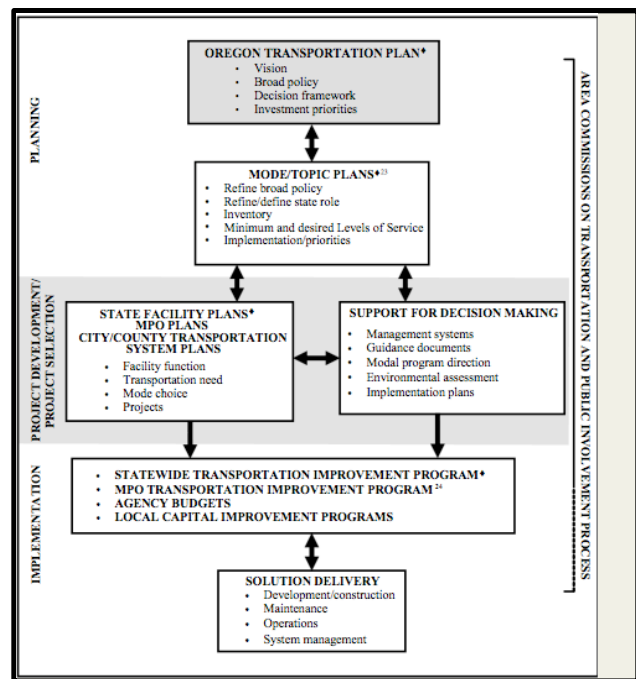 OREGON TRANSPORTATION PLAN♦
• Vision
• Broad policy
• Decision framework
• Investment priorities
PLANNING
MODE/TOPIC PLANS♦23
• Refine broad policy
• Refine/define state role
• Inventory
• Minimum and desired Levels of Service
• Implementation/priorities
PROJECT DEVELOPMENT/
PROJECT SELECTION
STATE FACILITY PLANS♦
MPO PLANS
CITY/COUNTY TRANSPORTATION
SYSTEM PLANS
• Facility function
• Transportation need
• Mode choice
• Projects
SUPPORT FOR DECISION MAKING
• Management systems
• Guidance documents
• Modal program direction
• Environmental assessment
• Implementation plans
IMPLEMENTATION
• STATEWIDE TRANSPORTATION IMPROVEMENT PROGRAM♦
• MPO TRANSPORTATION IMPROVEMENT PROGRAM24
• AGENCY BUDGETS
• LOCAL CAPITAL IMPROVEMENT PROGRAMS
SOLUTION DELIVERY
• Development/construction
• Maintenance
• Operations
• System management
AREA COMMISSIONS ON TRANSPORTATION AND PUBLIC INVOLVEMENT PROCESS